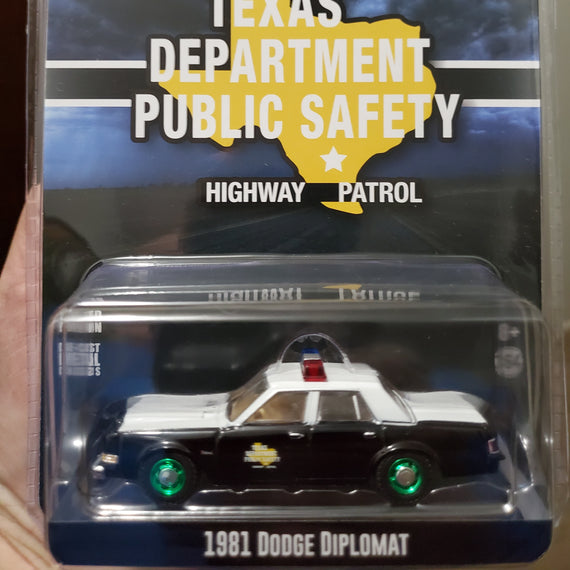 TEXAS
DEPARTMENT
PUBLIC SAFETY
HIGHWAY PATROL
1981 DODGE DIPLOMAT